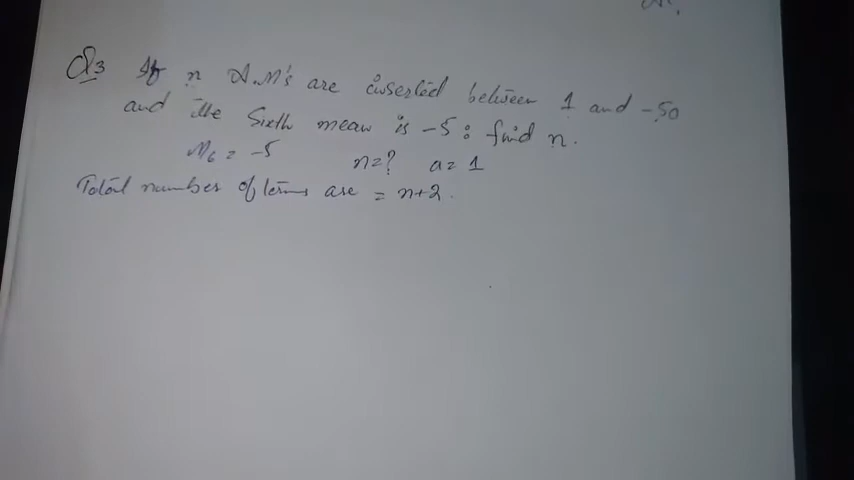 Q3 If n A.M's are inserted between 1 and -50
and the Sixth mean is -5 : find n.
M6 = -5 n=? a= 1
Total number of terms are = n+2.